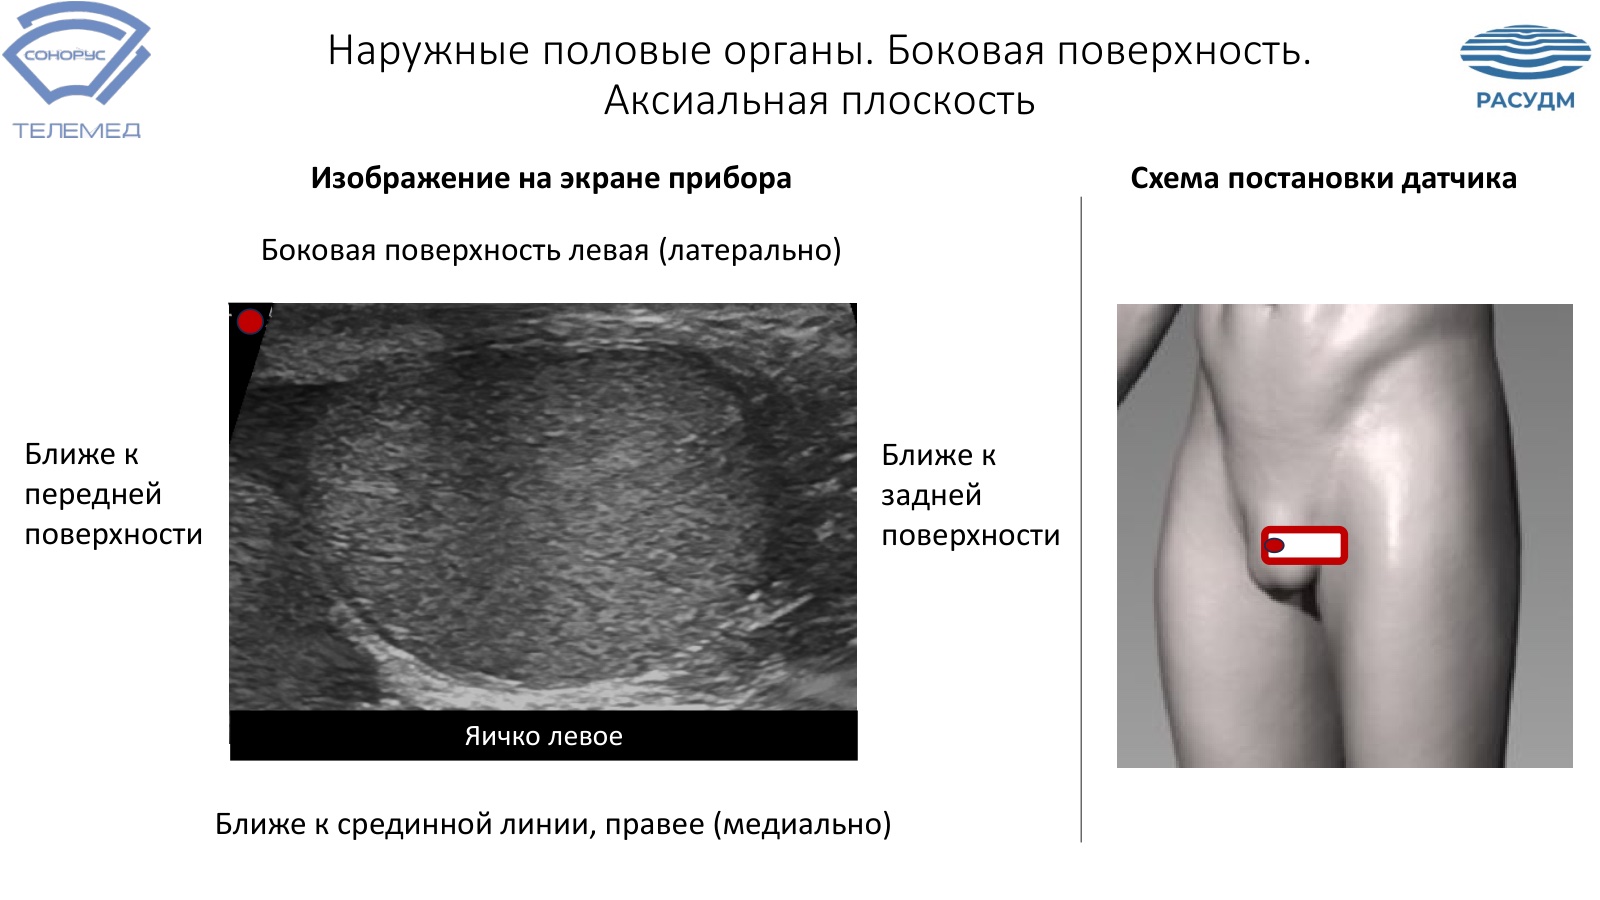 СОНОРУС
ТЕЛЕМЕД
Наружные половые органы. Боковая поверхность.
Аксиальная плоскость
РАСУДМ
Изображение на экране прибора
Схема постановки датчика
Боковая поверхность левая (латерально)
Ближе к
передней
поверхности
Ближе к
задней
поверхности
Яичко левое
Ближе к срединной линии, правее (медиально)